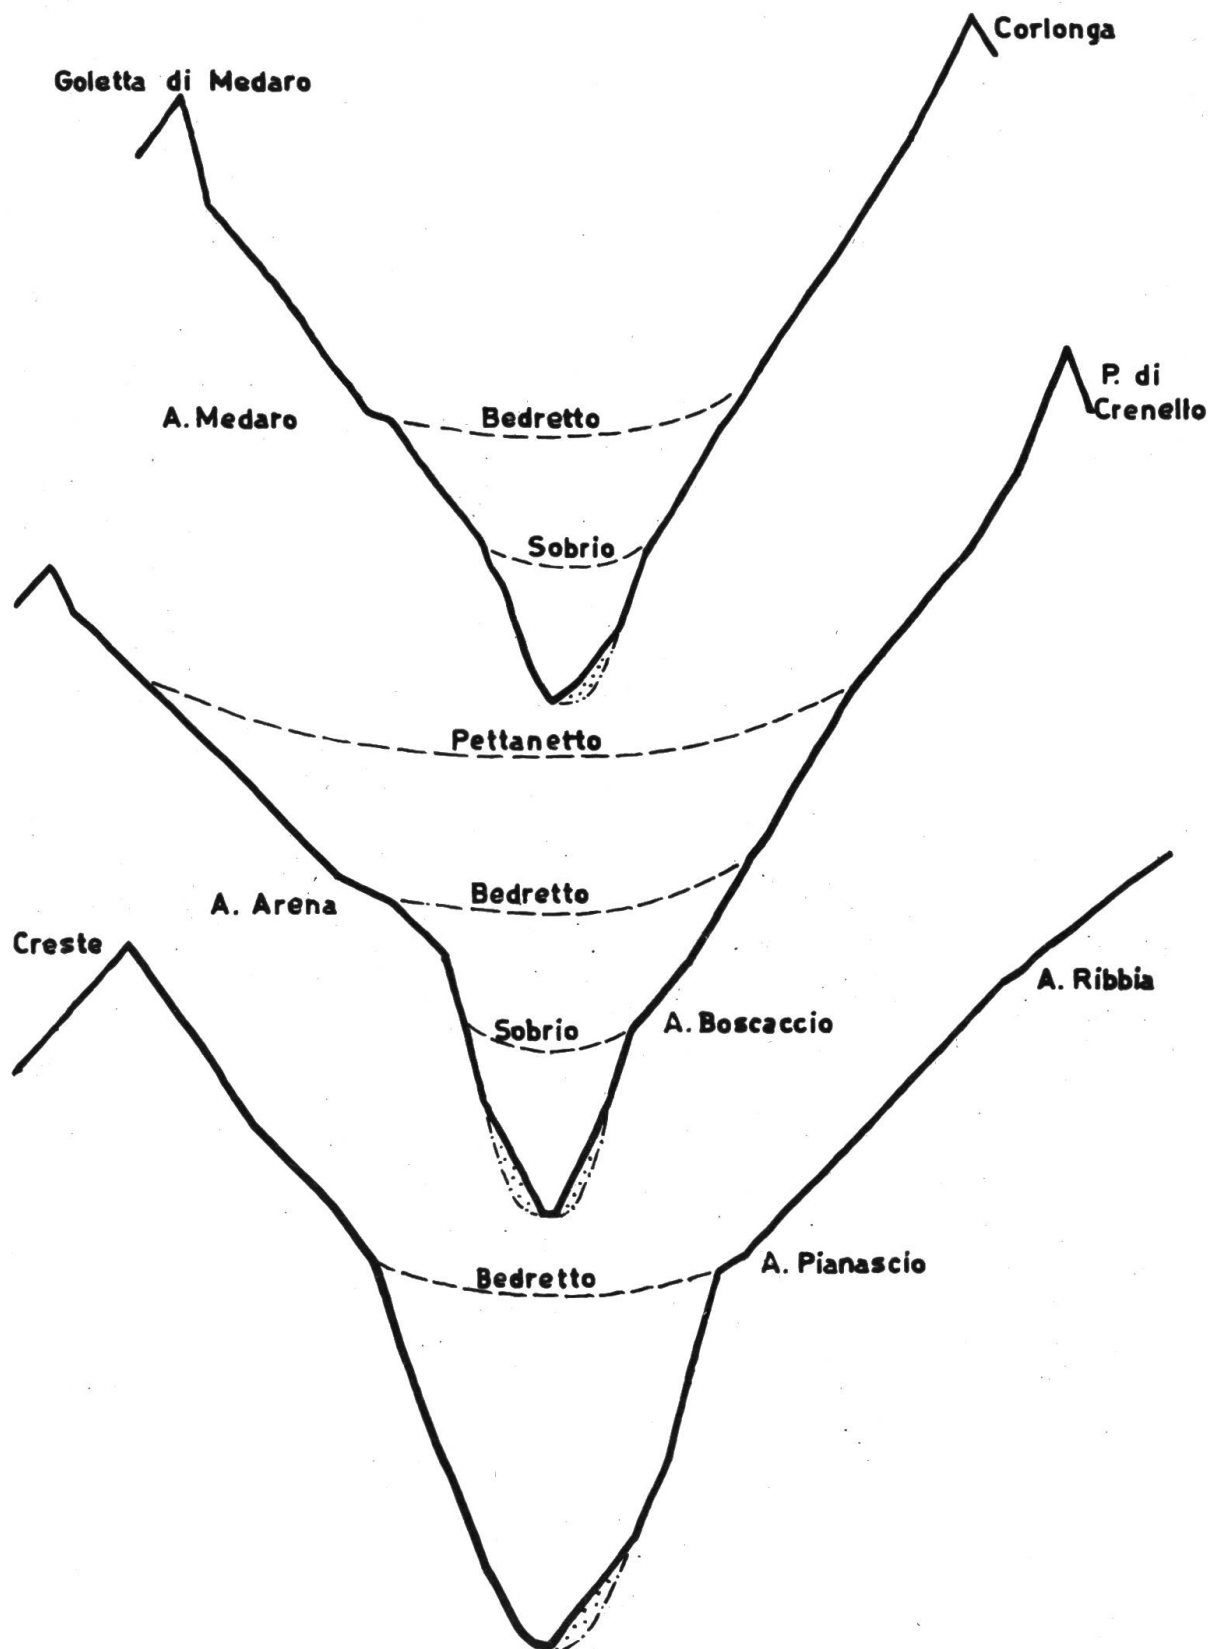 Corlonga
Goletta di Medaro
P. di
Crenello
A. Medaro
Bedretto
Sobrio
Pettanetto
Bedretto
A. Arena
Creste
A. Ribbia
Sobrio
A. Boscaccio
Bedretto
A. Pianascio